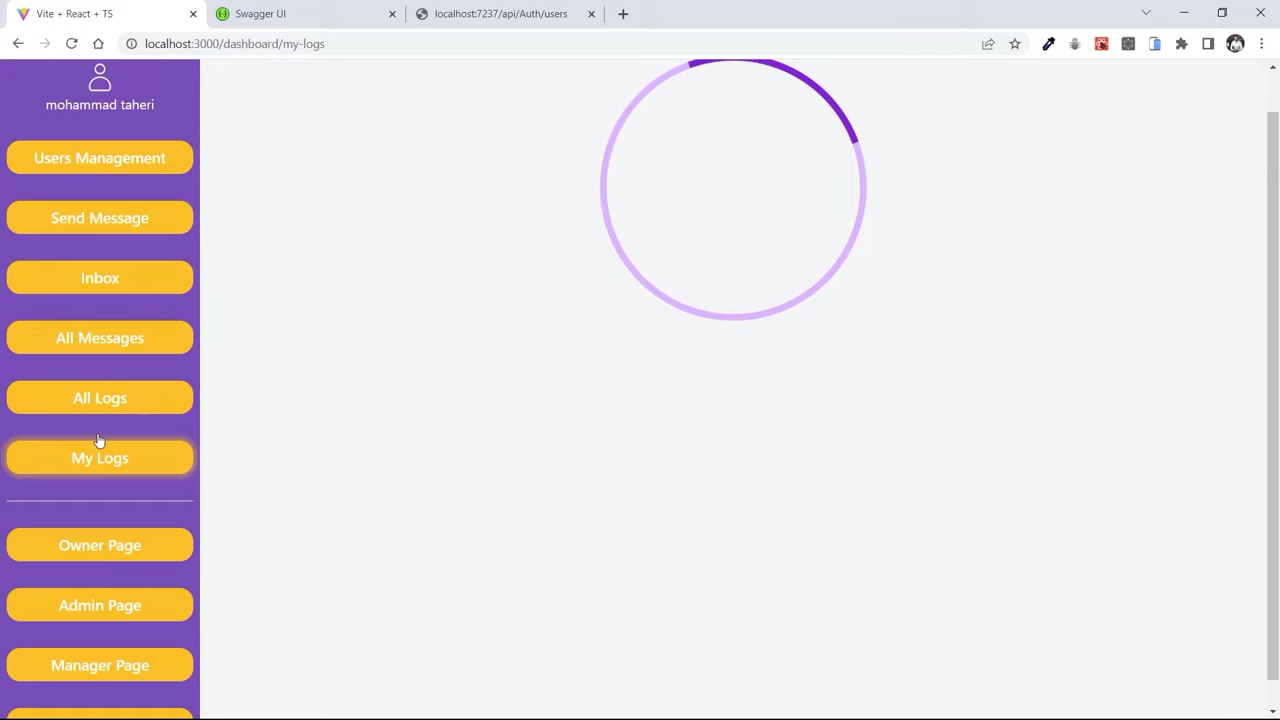 Vite + React + TS
Swagger UI
localhost:7237/api/Auth/users
localhost:3000/dashboard/my-logs
mohammad taheri
Users Management
Send Message
Inbox
All Messages
All Logs
My Logs
Owner Page
Admin Page
Manager Page